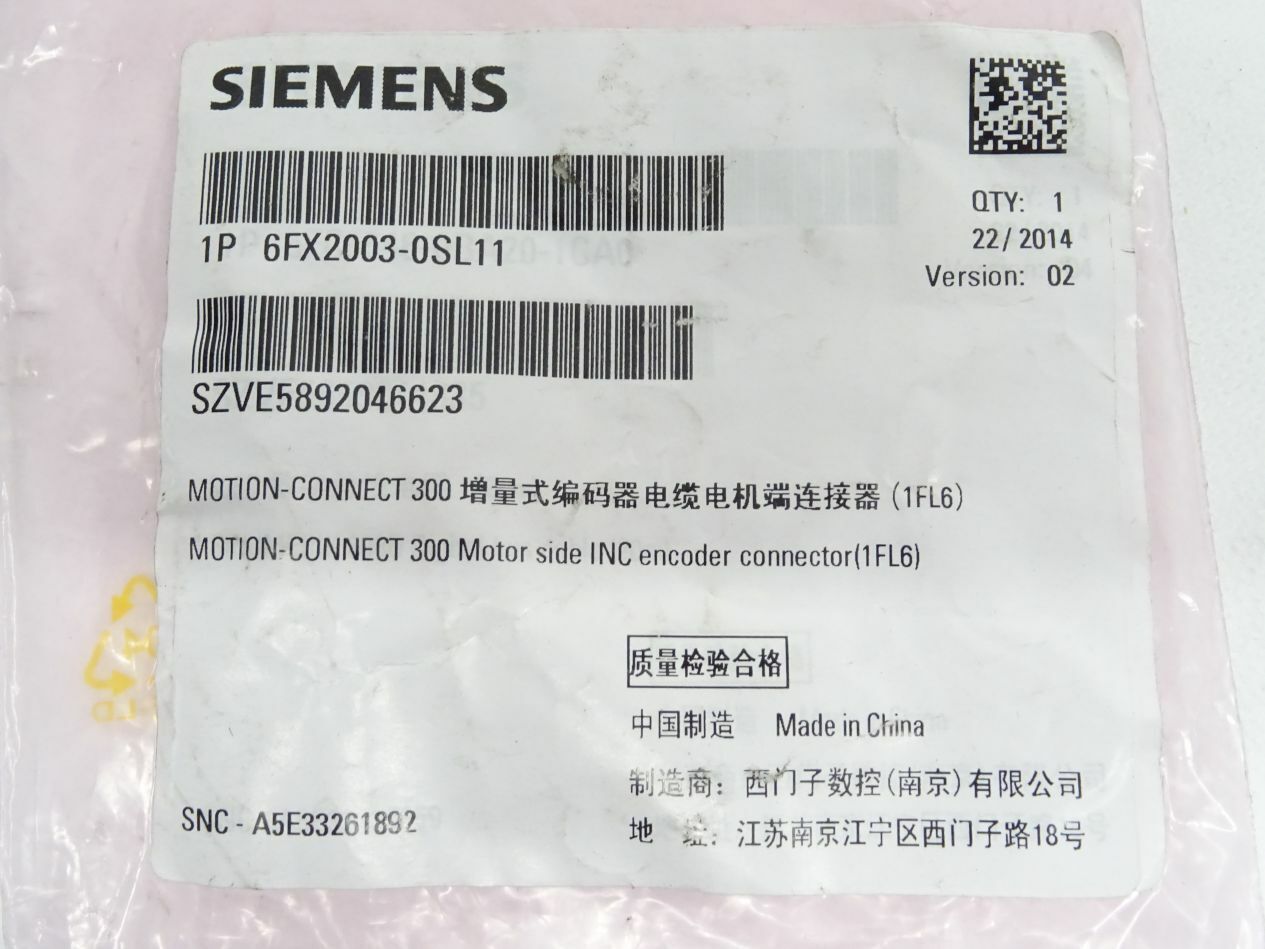 SIEMENS
1P 6FX2003-0SL11
QTY: 1
22/2014
Version: 02
SZVE5892046623
MOTION-CONNECT 300 增量式编码器电缆电机端连接器 (1FL6)
MOTION-CONNECT 300 Motor side INC encoder connector(1FL6)
质量检验合格
中国制造 Made in China
制造商: 西门子数控(南京)有限公司
SNC - A5E33261892
地 址: 江苏南京江宁区西门子路18号